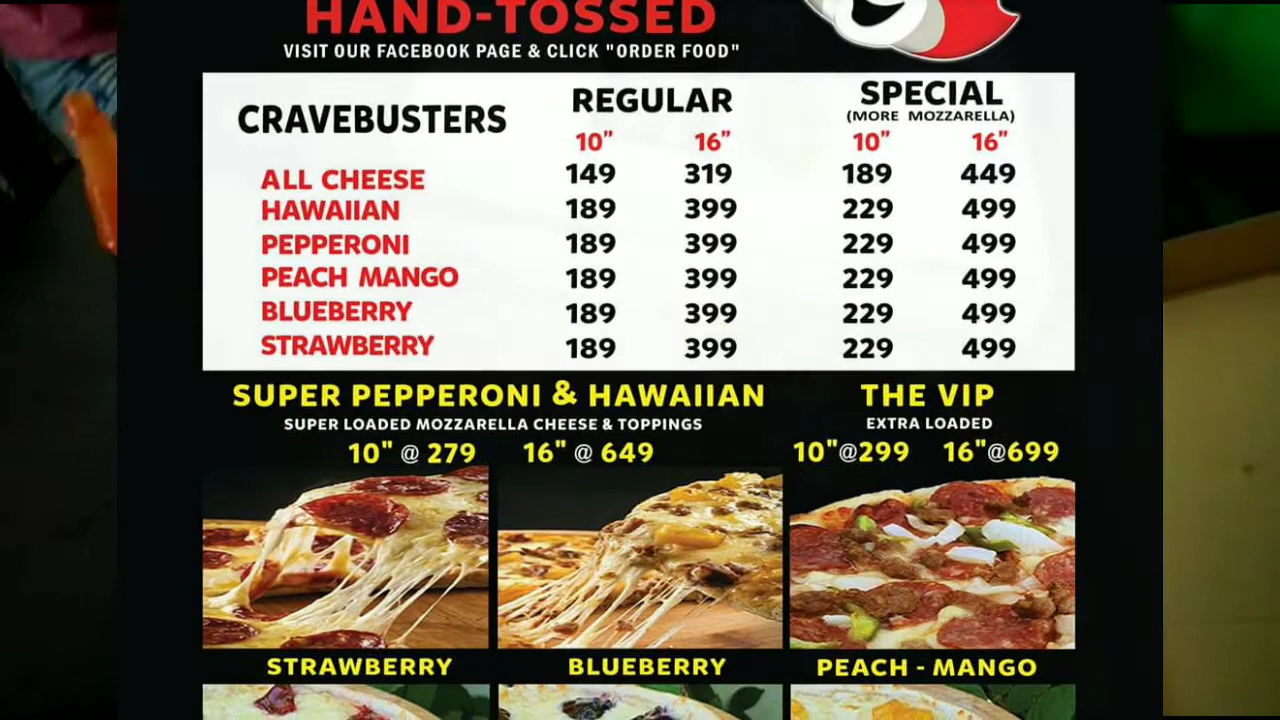 HAND-TOSSED
VISIT OUR FACEBOOK PAGE & CLICK "ORDER FOOD"
CRAVEBUSTERS REGULAR SPECIAL
(MORE MOZZARELLA)
10" 16" 10" 16"
ALL CHEESE 149 319 189 449
HAWAIIAN 189 399 229 499
PEPPERONI 189 399 229 499
PEACH MANGO 189 399 229 499
BLUEBERRY 189 399 229 499
STRAWBERRY 189 399 229 499
SUPER PEPPERONI & HAWAIIAN THE VIP
SUPER LOADED MOZZARELLA CHEESE & TOPPINGS EXTRA LOADED
10" @ 279 16" @ 649 10"@299 16"@699
STRAWBERRY BLUEBERRY PEACH - MANGO